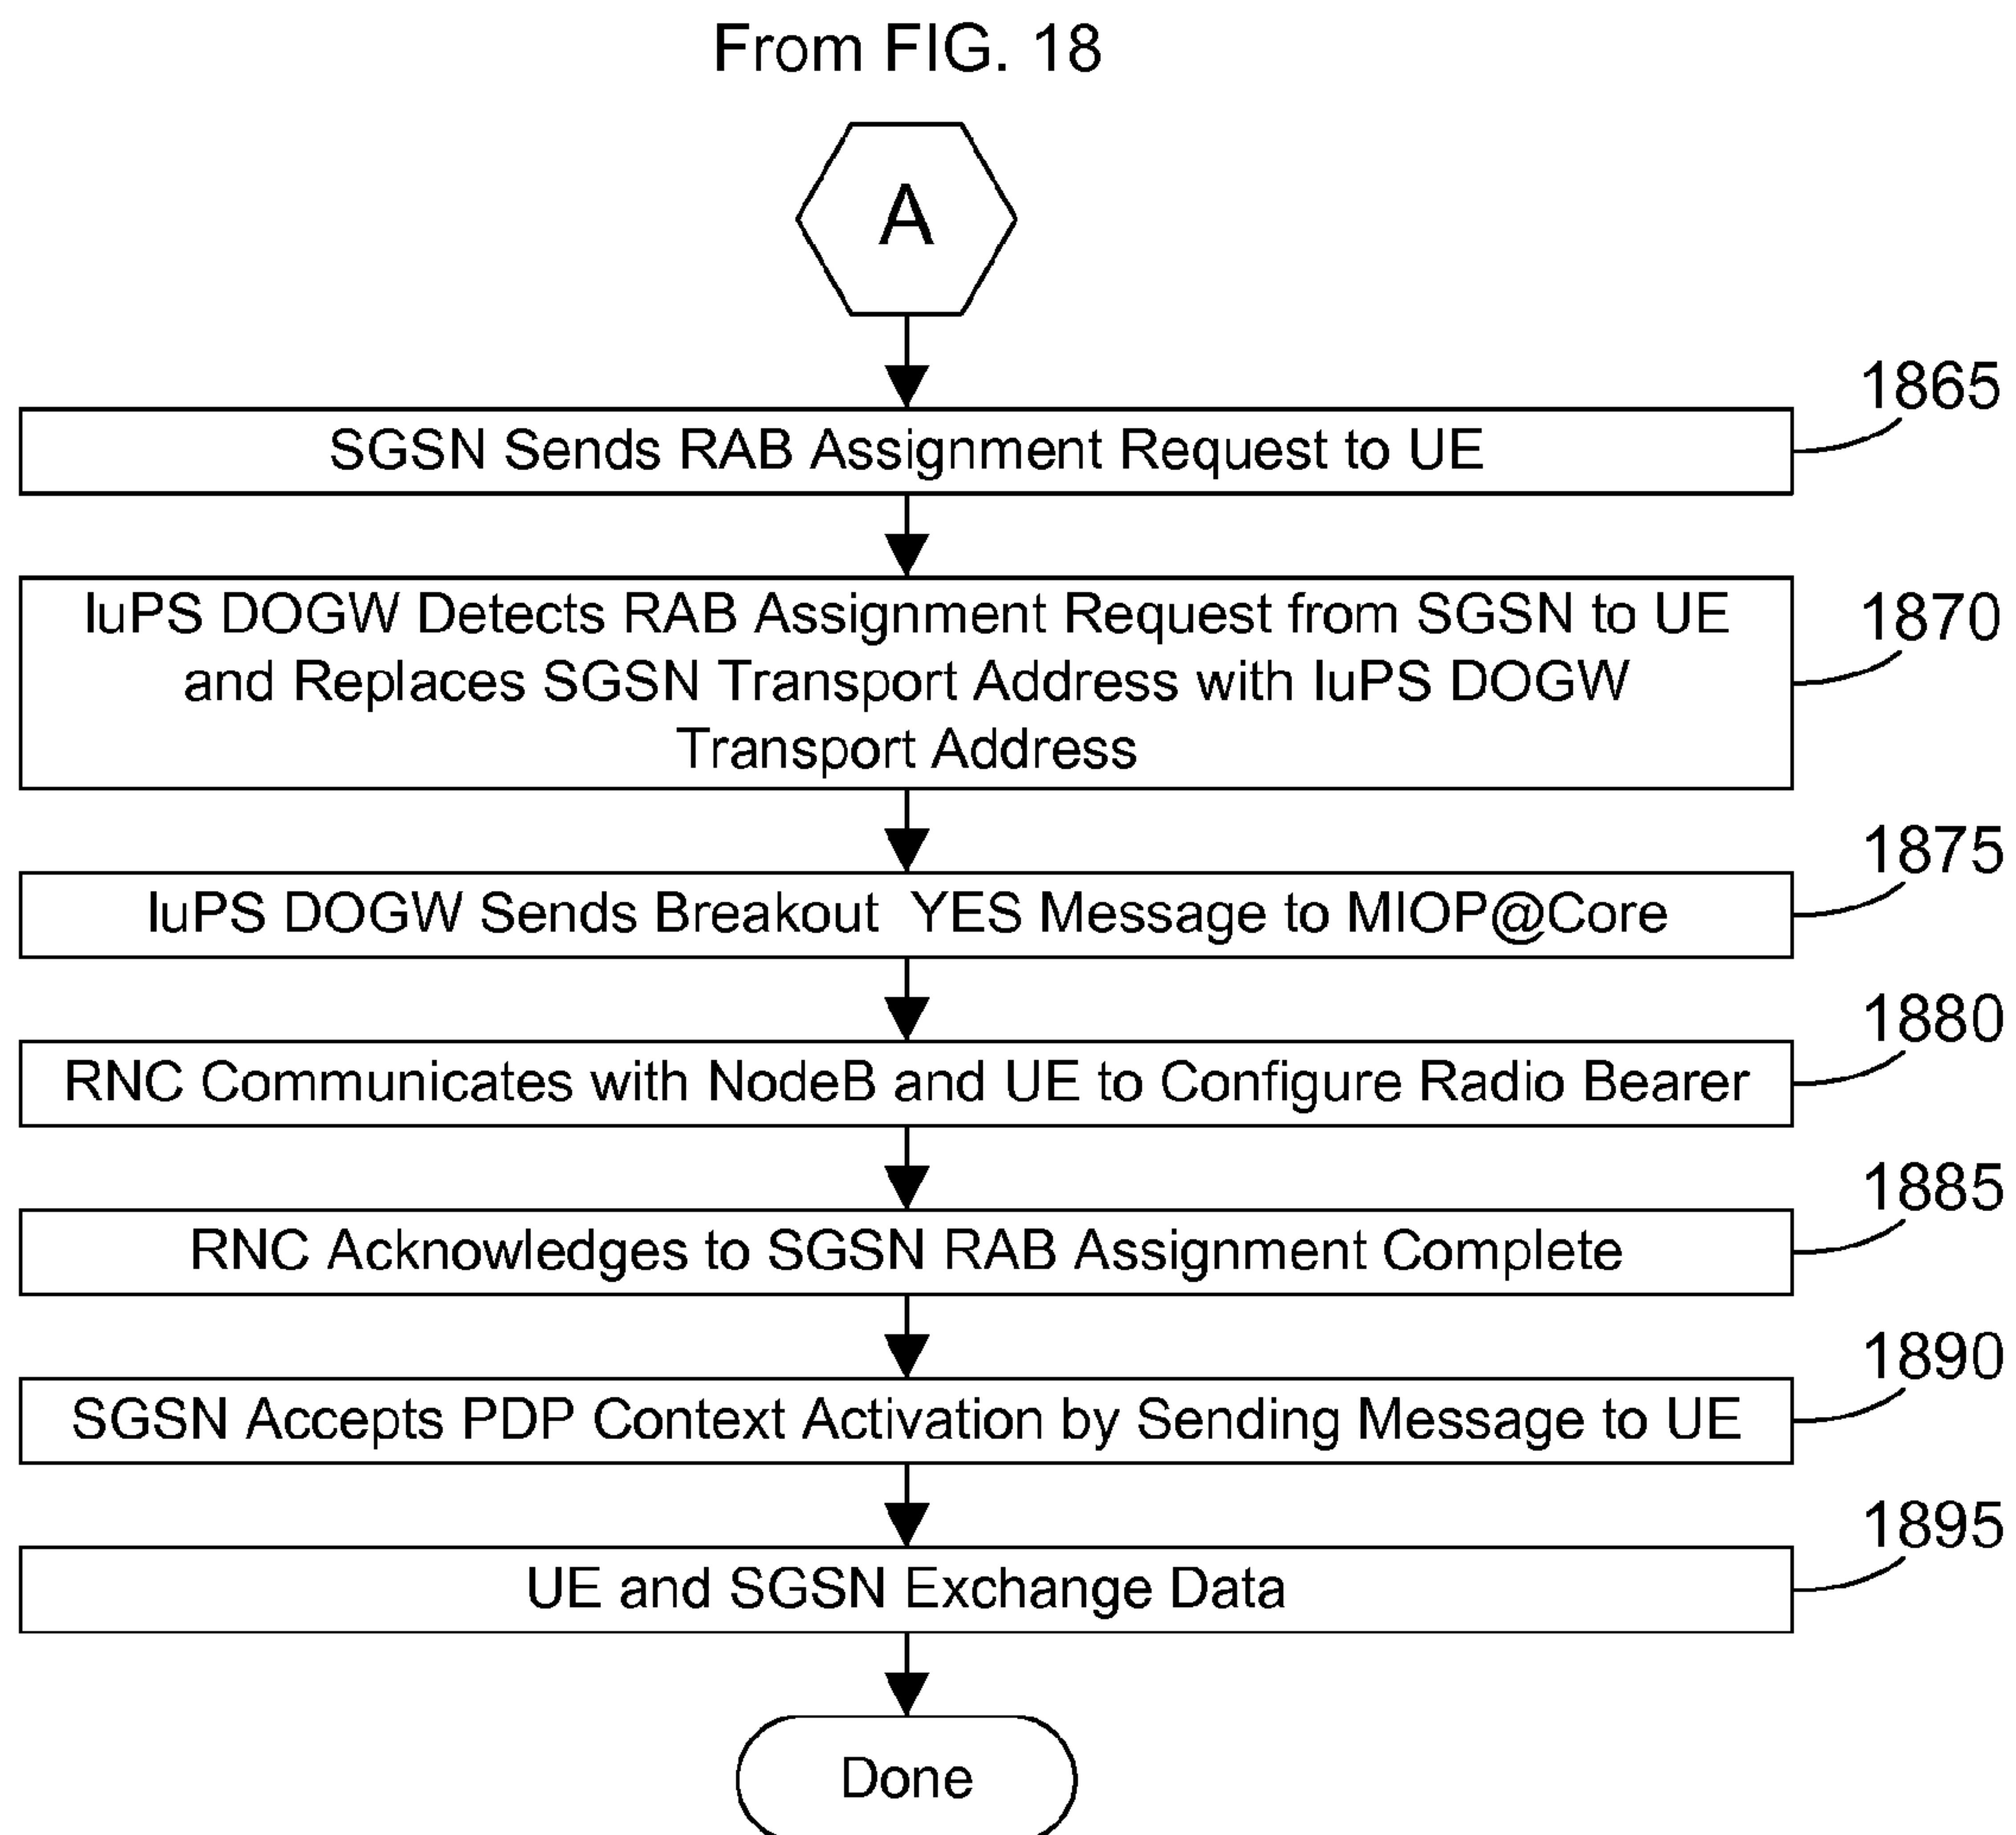 From FIG. 18
A
1865
SGSN Sends RAB Assignment Request to UE
IuPS DOGW Detects RAB Assignment Request from SGSN to UE
and Replaces SGSN Transport Address with IuPS DOGW
Transport Address
1870
1875
IuPS DOGW Sends Breakout YES Message to MIOP@Core
1880
RNC Communicates with NodeB and UE to Configure Radio Bearer
1885
RNC Acknowledges to SGSN RAB Assignment Complete
1890
SGSN Accepts PDP Context Activation by Sending Message to UE
1895
UE and SGSN Exchange Data
Done